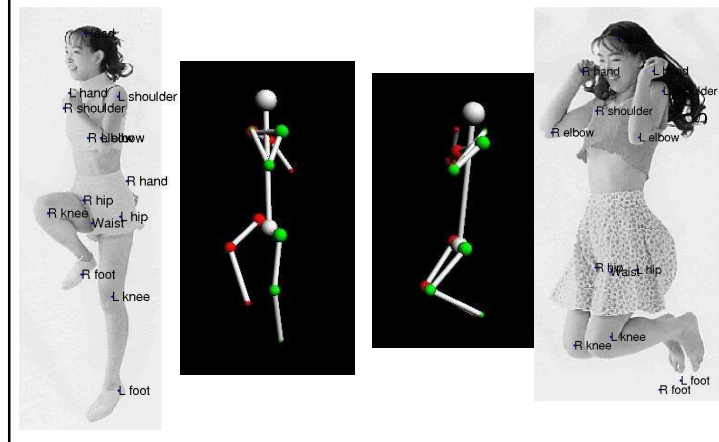 Head
L hand
L shoulder
R shoulder
R elbow
R hand
R hip
R knee
L hip
Waist
R foot
L knee
L foot
R hand
L hand
R shoulder
R elbow
L elbow
R hip
Waist
L hip
L knee
R knee
L foot
R foot